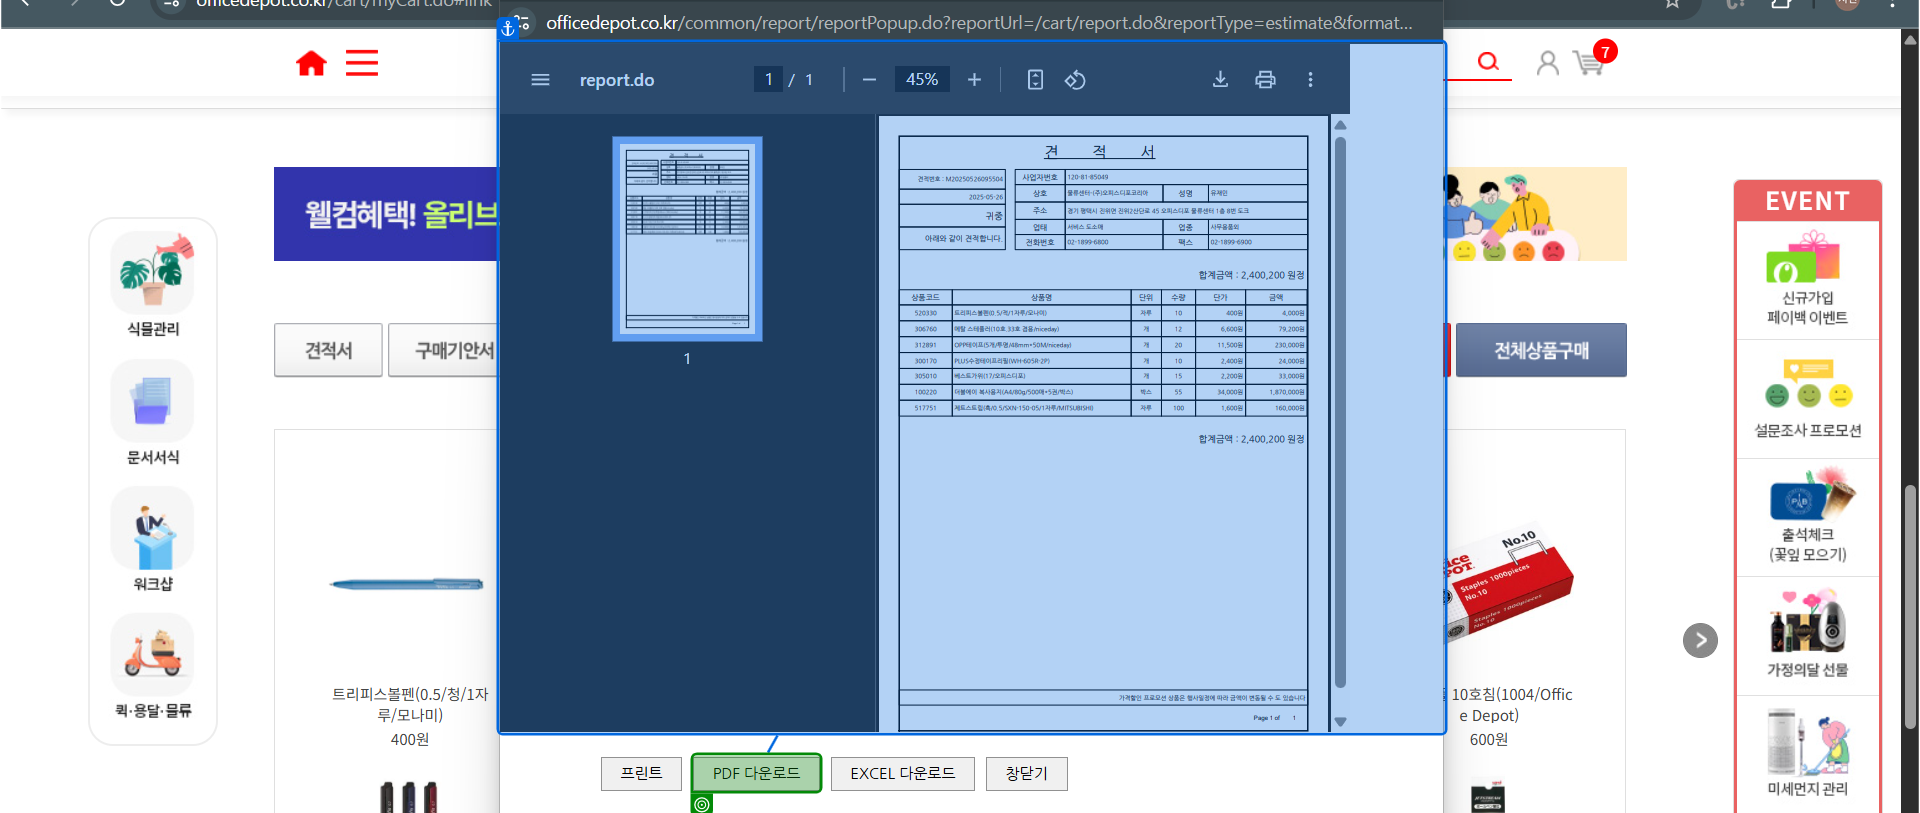 officedepot.co.kr/cart/myCart.do#link
officedepot.co.kr/common/report/reportPopup.do?reportUrl=/cart/report.do&reportType=estimate&format...
7
report.do
1 / 1
45%
웰컴혜택! 올리브
식물관리
문서서식
워크샵
퀵·용달·물류
견적서
구매기안서
전체상품구매
1
견 적 서
견적번호 : M20250526095504
2025-05-26
귀중
아래와 같이 견적합니다.
사업자번호 120-81-85049
상호 물류센터-(주)오피스디포코리아 성명 유재민
주소 경기 평택시 진위면 진위2산단로 45 오피스디포 물류센터 1층 8번 도크
업태 서비스 도소매 업종 사무용품외
전화번호 02-1899-6800 팩스 02-1899-6900
합계금액 : 2,400,200 원정
상품코드 상품명 단위 수량 단가 금액
520330 트리피스볼펜(0.5/적/1자루/모나미) 자루 10 400원 4,000원
306760 메탈 스테플러(10호.33호 겸용/niceday) 개 12 6,600원 79,200원
312891 OPP테이프(5개/투명/48mm*50M/niceday) 개 20 11,500원 230,000원
300170 PLUS수정테이프리필(WH-605R-2P) 개 10 2,400원 24,000원
305010 베스트가위(17/오피스디포) 개 15 2,200원 33,000원
100220 더블에이 복사용지(A4/80g/500매*5권/박스) 박스 55 34,000원 1,870,000원
517751 제트스트림(흑/0.5/SXN-150-05/1자루/MITSUBISHI) 자루 100 1,600원 160,000원
합계금액 : 2,400,200 원정
가격할인 프로모션 상품은 행사일정에 따라 금액이 변동될 수 도 있습니다
Page 1 of 1
프린트
PDF 다운로드
EXCEL 다운로드
창닫기
트리피스볼펜(0.5/청/1자
루/모나미)
400원
No.10
Staples 1000pieces
No.10
Staples 1000pieces
10호침(1004/Offic
e Depot)
600원
EVENT
신규가입
페이백 이벤트
설문조사 프로모션
출석체크
(꽃잎 모으기)
가정의달 선물
미세먼지 관리